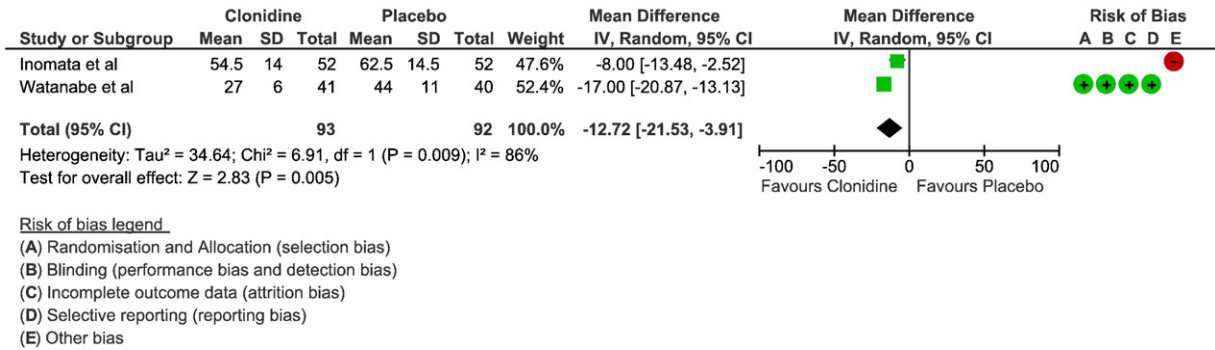 Clonidine Placebo Mean Difference Mean Difference Risk of Bias
Study or Subgroup Mean SD Total Mean SD Total Weight IV, Random, 95% CI IV, Random, 95% CI A B C D E
Inomata et al 54.5 14 52 62.5 14.5 52 47.6% -8.00 [-13.48, -2.52] −
Watanabe et al 27 6 41 44 11 40 52.4% -17.00 [-20.87, -13.13] + + + +
Total (95% CI) 93 92 100.0% -12.72 [-21.53, -3.91]
Heterogeneity: Tau² = 34.64; Chi² = 6.91, df = 1 (P = 0.009); I² = 86%
Test for overall effect: Z = 2.83 (P = 0.005)
-100 -50 0 50 100
Favours Clonidine Favours Placebo
Risk of bias legend
(A) Randomisation and Allocation (selection bias)
(B) Blinding (performance bias and detection bias)
(C) Incomplete outcome data (attrition bias)
(D) Selective reporting (reporting bias)
(E) Other bias